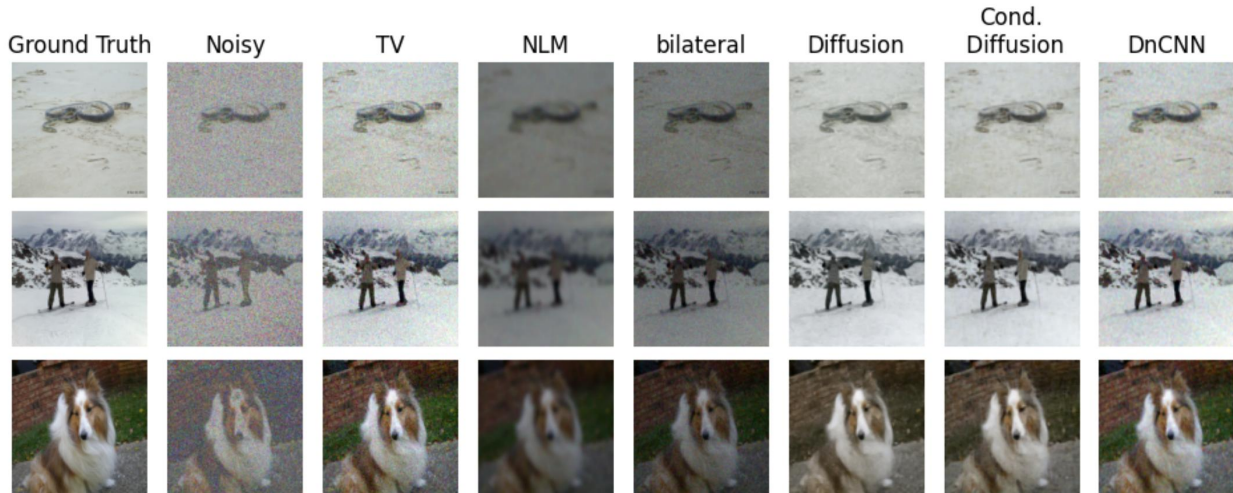 Ground Truth
Noisy
TV
NLM
bilateral
Diffusion
Cond.
Diffusion
DnCNN